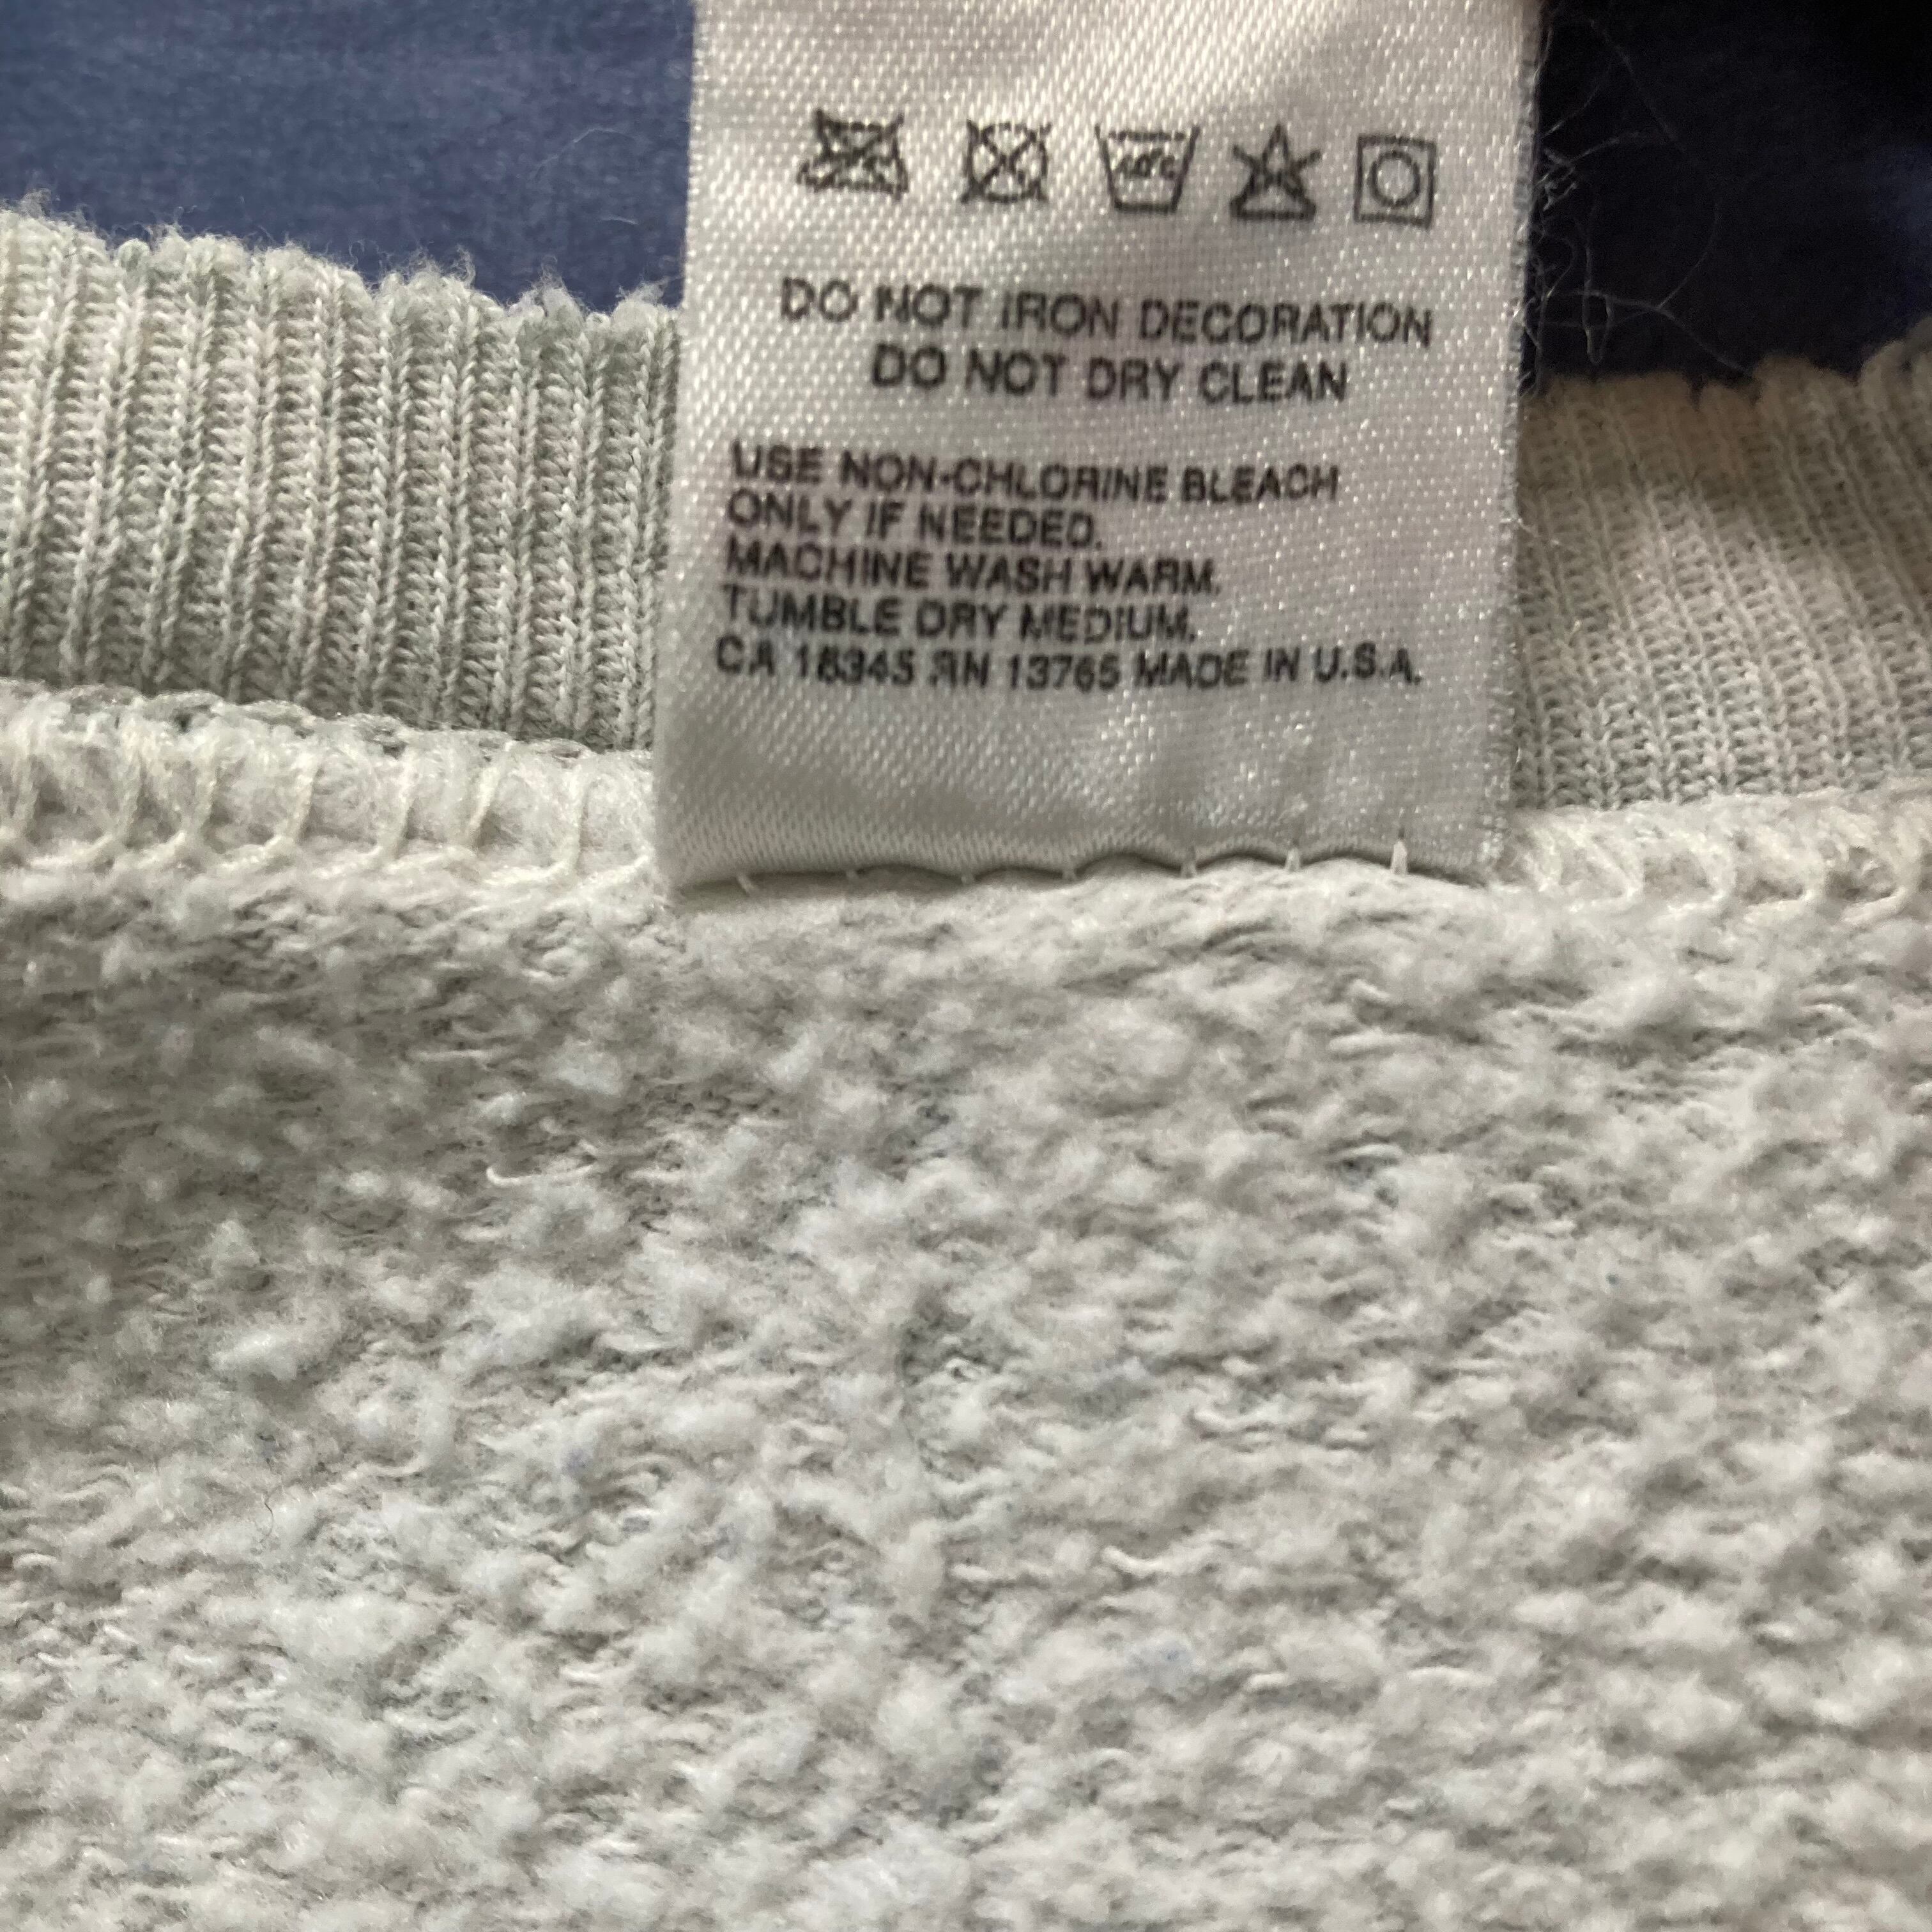 DO NOT IRON DECORATION
DO NOT DRY CLEAN
USE NON-CHLORINE BLEACH
ONLY IF NEEDED.
MACHINE WASH WARM.
TUMBLE DRY MEDIUM.
CA 16345 RN 13765 MADE IN U.S.A.